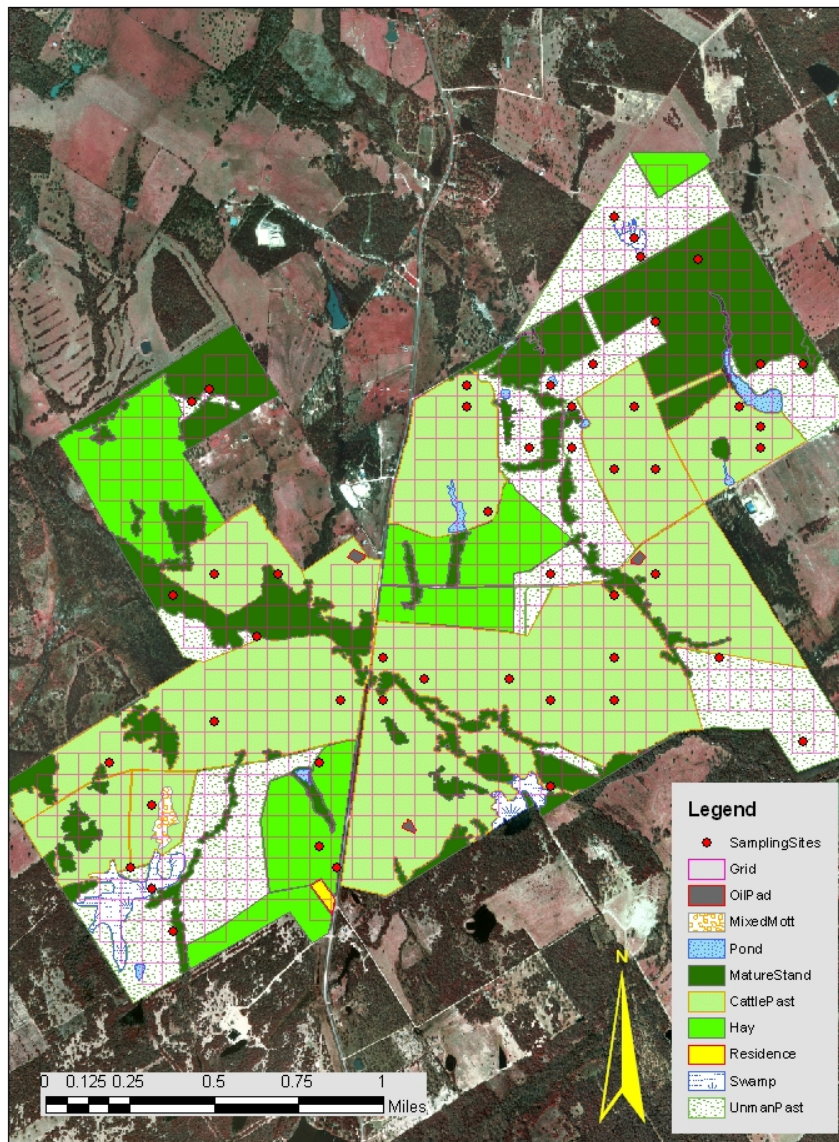 N
Legend
SamplingSites
Grid
OilPad
MixedMott
Pond
MatureStand
CattlePast
Hay
Residence
Swamp
UnmanPast
0 0.125 0.25 0.5 0.75 1
Miles